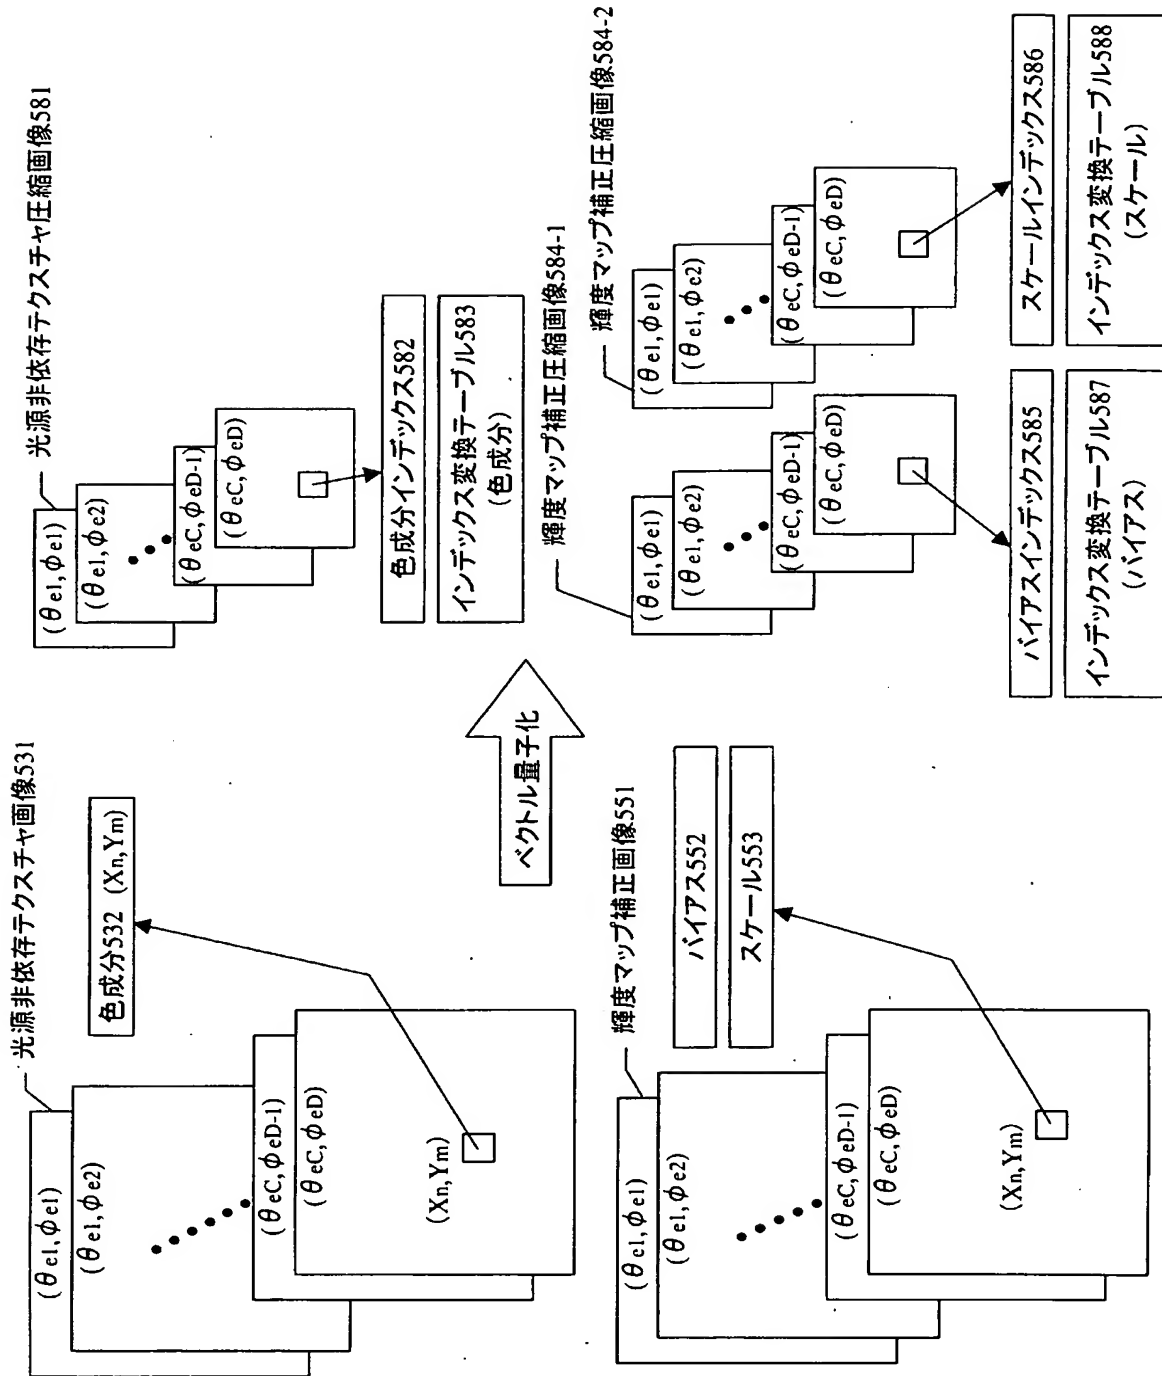 光源非依存テクスチャ画像531
(θe1,φe1)
(θe1,φe2)
(θeC,φeD-1)
(θeC,φeD)
(Xn,Ym)
色成分532 (Xn,Ym)
輝度マップ補正画像551
(θe1,φe1)
(θe1,φe2)
(θeC,φeD-1)
(θeC,φeD)
(Xn,Ym)
バイアス552
スケール553
ベクトル量子化
光源非依存テクスチャ圧縮画像581
(θe1,φe1)
(θe1,φe2)
(θeC,φeD-1)
(θeC,φeD)
色成分インデックス582
インデックス変換テーブル583
(色成分)
輝度マップ補正圧縮画像584-1
(θe1,φe1)
(θe1,φe2)
(θeC,φeD-1)
(θeC,φeD)
バイアスインデックス585
インデックス変換テーブル587
(バイアス)
輝度マップ補正圧縮画像584-2
(θe1,φe1)
(θe1,φe2)
(θeC,φeD-1)
(θeC,φeD)
スケールインデックス586
インデックス変換テーブル588
(スケール)